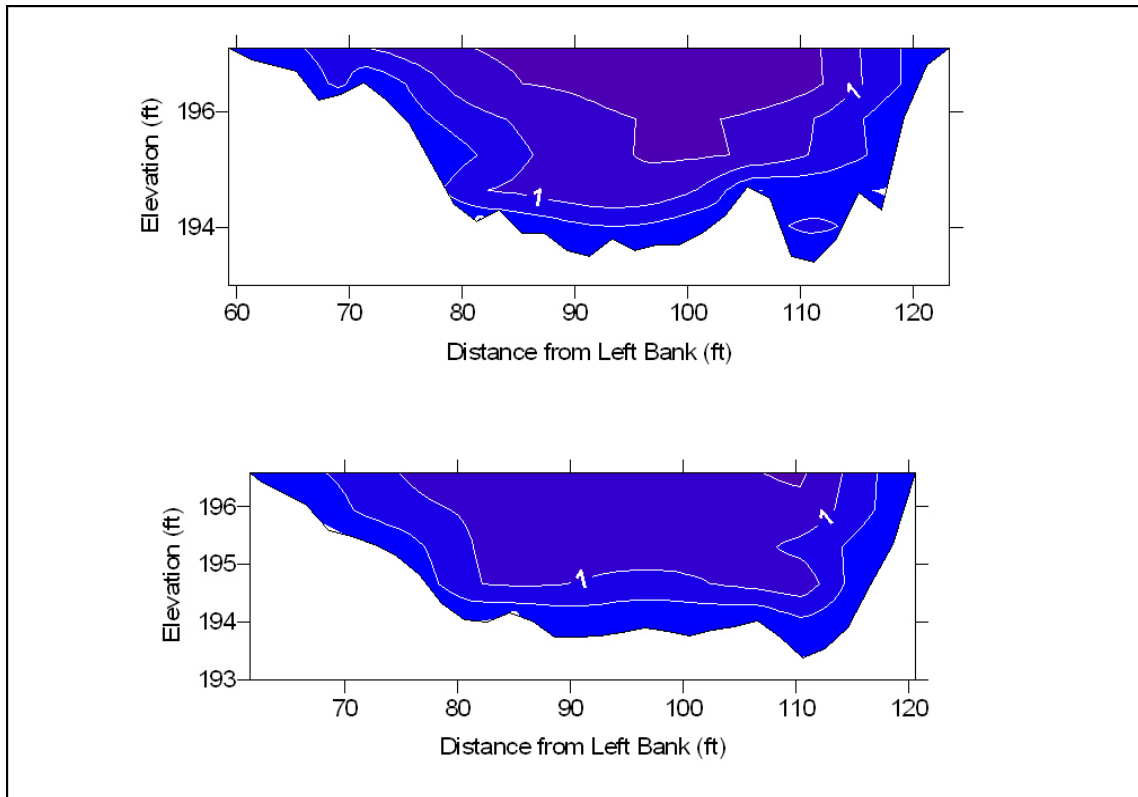 1
196
Elevation (ft)
1
194
60 70 80 90 100 110 120
Distance from Left Bank (ft)
196
1
195
Elevation (ft)
1
194
193
70 80 90 100 110 120
Distance from Left Bank (ft)